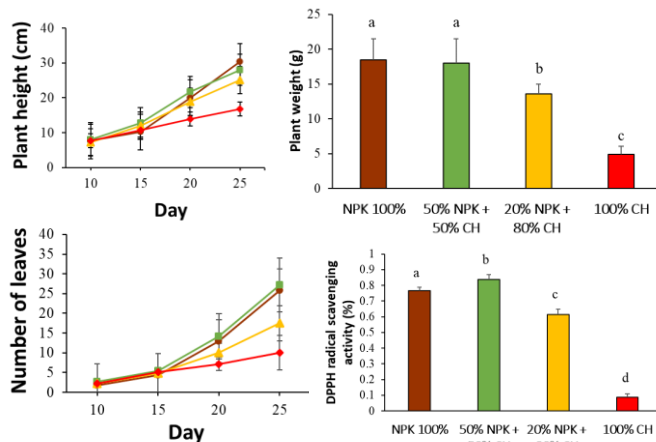 Plant height (cm)
40
30
20
10
0
10 15 20 25
Day
Plant weight (g)
25
20
15
10
5
0
a a b c
NPK 100% 50% NPK + 20% NPK + 100% CH
50% CH 80% CH
Number of leaves
40
35
30
25
20
15
10
5
0
10 15 20 25
Day
DPPH radical scavenging
activity (%)
1
0.9
0.8
0.7
0.6
0.5
0.4
0.3
0.2
0.1
0
a b c d
NPK 100% 50% NPK + 20% NPK + 100% CH